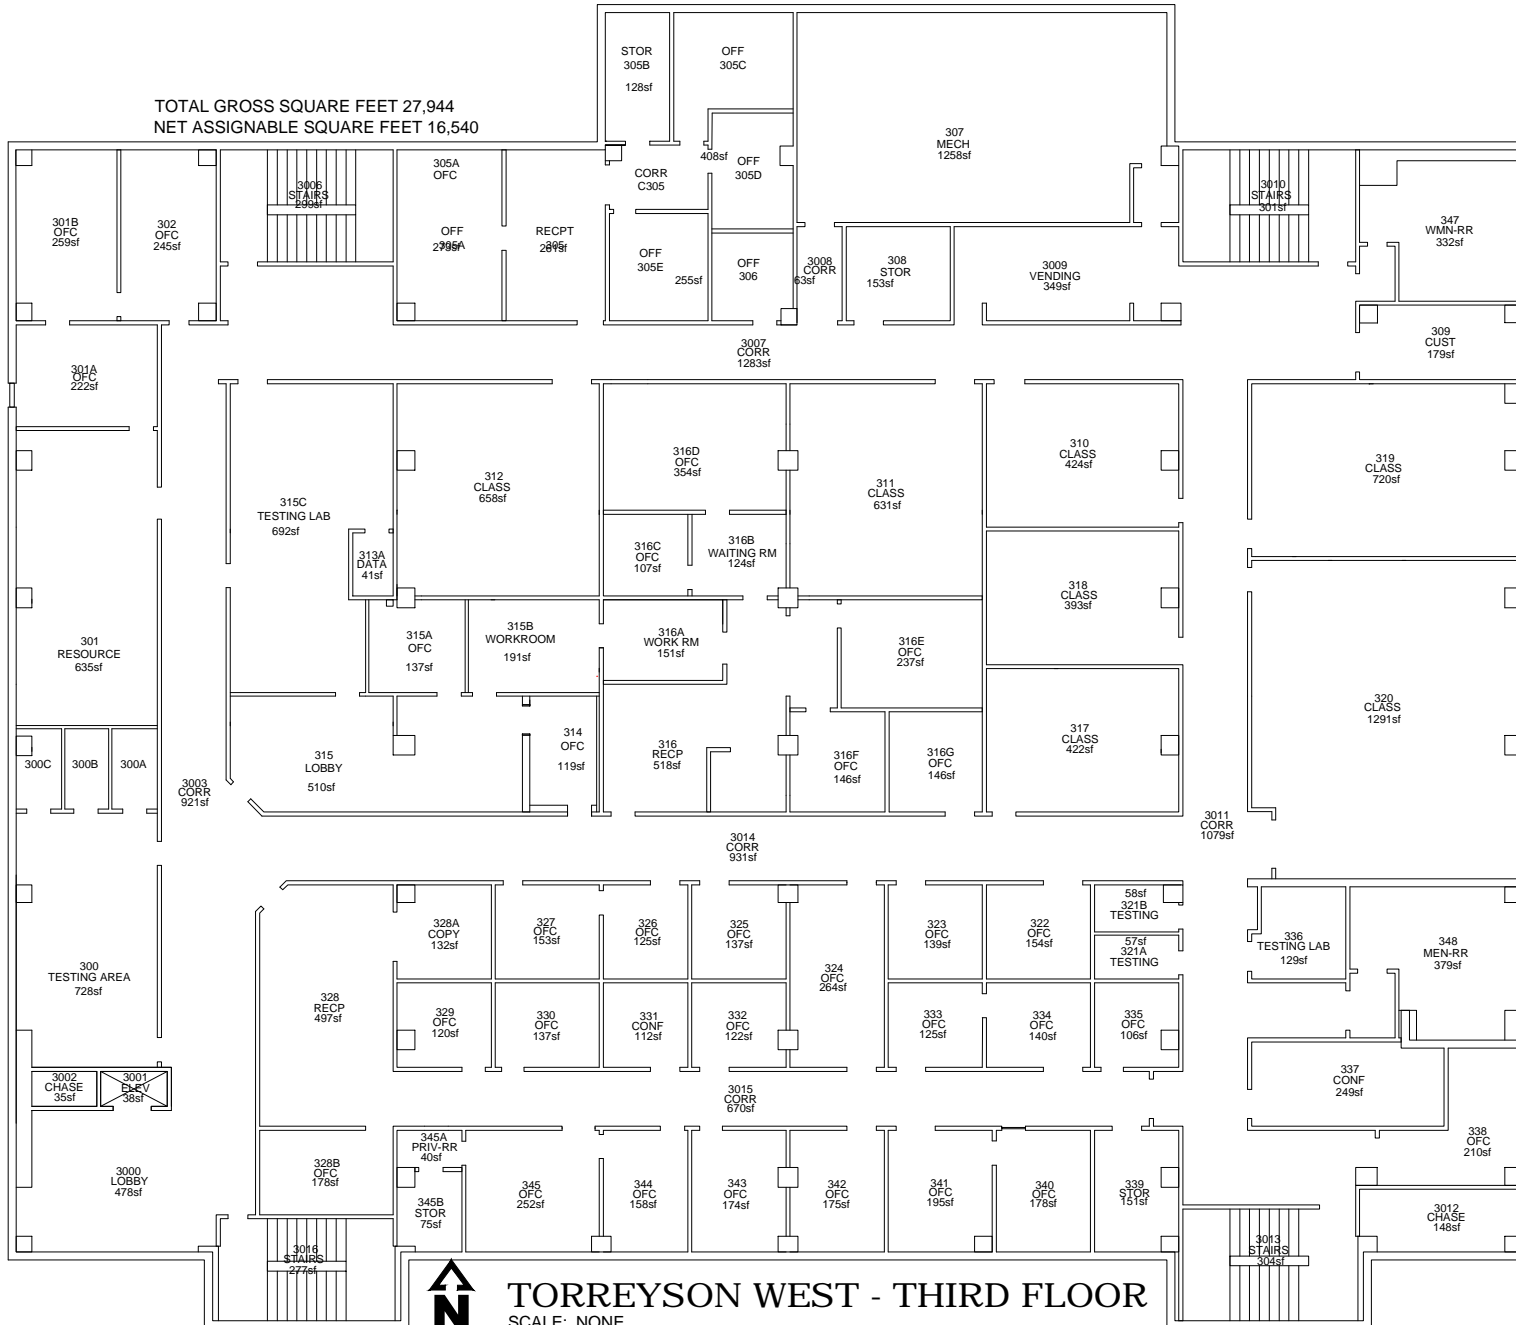 STOR
305B
128sf
OFF
305C
TOTAL GROSS SQUARE FEET 27,944
NET ASSIGNABLE SQUARE FEET 16,540
307
MECH
1258sf
408sf
OFF
305D
CORR
C305
305A
OFC
3006
STAIRS
299sf
3010
STAIRS
301sf
301B
OFC
259sf
302
OFC
245sf
OFF
305A
273sf
RECPT
305
261sf
OFF
305E
255sf
OFF
306
3008
CORR
63sf
308
STOR
153sf
3009
VENDING
349sf
347
WMN-RR
332sf
309
CUST
179sf
3007
CORR
1283sf
301A
OFC
222sf
315C
TESTING LAB
692sf
312
CLASS
658sf
316D
OFC
354sf
311
CLASS
631sf
310
CLASS
424sf
319
CLASS
720sf
313A
DATA
41sf
316C
OFC
107sf
316B
WAITING RM
124sf
318
CLASS
393sf
301
RESOURCE
635sf
315A
OFC
137sf
315B
WORKROOM
191sf
316A
WORK RM
151sf
316E
OFC
237sf
320
CLASS
1291sf
300C
300B
300A
3003
CORR
921sf
315
LOBBY
510sf
314
OFC
119sf
316
RECP
518sf
316F
OFC
146sf
316G
OFC
146sf
317
CLASS
422sf
3014
CORR
931sf
3011
CORR
1079sf
300
TESTING AREA
728sf
328
RECP
497sf
328A
COPY
132sf
327
OFC
153sf
326
OFC
125sf
325
OFC
137sf
324
OFC
264sf
323
OFC
139sf
322
OFC
154sf
58sf
321B
TESTING
57sf
321A
TESTING
336
TESTING LAB
129sf
348
MEN-RR
379sf
329
OFC
120sf
330
OFC
137sf
331
CONF
112sf
332
OFC
122sf
333
OFC
125sf
334
OFC
140sf
335
OFC
106sf
3002
CHASE
35sf
3001
ELEV
38sf
3015
CORR
670sf
337
CONF
249sf
338
OFC
210sf
3000
LOBBY
478sf
328B
OFC
178sf
345A
PRIV-RR
40sf
345B
STOR
75sf
345
OFC
252sf
344
OFC
158sf
343
OFC
174sf
342
OFC
175sf
341
OFC
195sf
340
OFC
178sf
339
STOR
151sf
3012
CHASE
148sf
3016
STAIRS
277sf
3013
STAIRS
304sf
N
TORREYSON WEST - THIRD FLOOR
SCALE: NONE